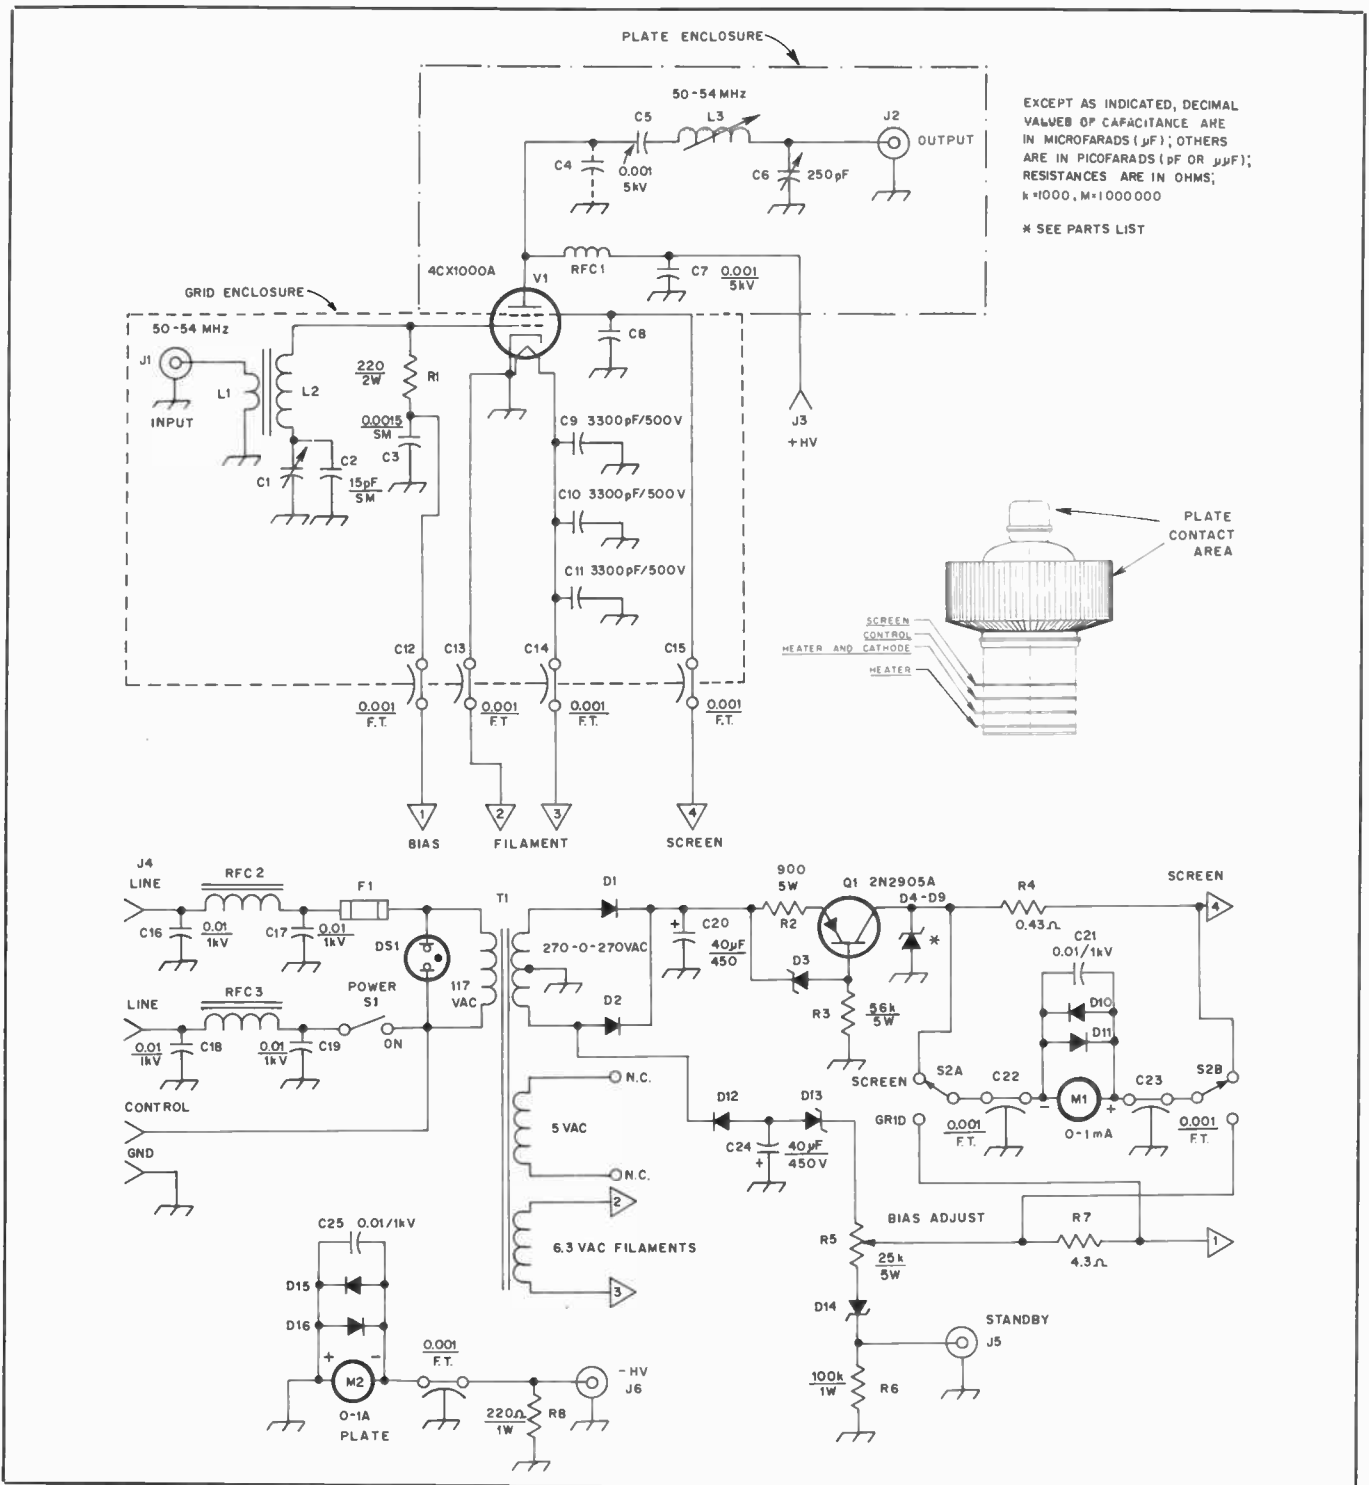 PLATE ENCLOSURE
50-54 MHz
C5
L3
J2
OUTPUT
C4
0.001
5kV
C6
250pF
EXCEPT AS INDICATED, DECIMAL
VALUES OF CAPACITANCE ARE
IN MICROFARADS (µF); OTHERS
ARE IN PICOFARADS (pF OR µµF);
RESISTANCES ARE IN OHMS;
k=1000, M=1000000
* SEE PARTS LIST
4CX1000A
V1
RFC1
C7
0.001
5kV
GRID ENCLOSURE
50-54 MHz
J1
INPUT
L1
L2
220
2W
R1
C8
0.0015
SM
C3
C1
C2
15pF
SM
J3
+HV
C9 3300pF/500V
C10 3300pF/500V
C11 3300pF/500V
PLATE
CONTACT
AREA
SCREEN
CONTROL
HEATER AND CATHODE
HEATER
C12
C13
C14
C15
0.001
F.T.
0.001
F.T
0.001
F.T.
0.001
F.T.
1
2
3
4
BIAS
FILAMENT
SCREEN
J4
LINE
RFC2
F1
T1
D1
900
5W
R2
Q1 2N2905A
D4-D9
*
R4
0.43Ω
SCREEN
4
C16
0.01
1kV
C17
0.01
1kV
DS1
117
VAC
270-0-270VAC
C20
+
40µF
450
D3
R3
56k
5W
C21
0.01/1kV
D10
D11
LINE
RFC3
POWER
S1
ON
D2
0.01
1kV
C18
0.01
1kV
C19
CONTROL
GND
N.C.
5 VAC
N.C.
D12
D13
C24
+
40µF
450V
SCREEN
S2A
GRID
C22
0.001
F.T.
-
M1
+
0-1mA
C23
S2B
0.001
F.T.
2
6.3 VAC FILAMENTS
3
R5
25k
5W
BIAS ADJUST
R7
4.3Ω
1
D14
STANDBY
J5
100k
1W
R6
C25 0.01/1kV
D15
D16
+
-
M2
0-1A
PLATE
0.001
F.T.
-HV
J6
220Ω
1W
R8